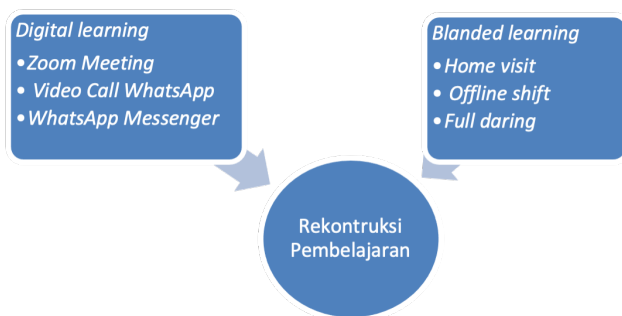 Digital learning
•Zoom Meeting
• Video Call WhatsApp
•WhatsApp Messenger
Blanded learning
•Home visit
• Offline shift
•Full daring
Rekontruksi
Pembelajaran